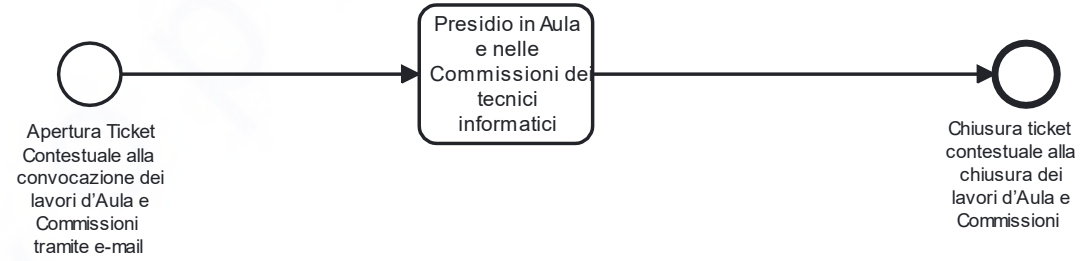 Presidio in Aula
e nelle
Commissioni dei
tecnici
informatici
Apertura Ticket
Contestuale alla
convocazione dei
lavori d’Aula e
Commissioni
tramite e-mail
Chiusura ticket
contestuale alla
chiusura dei
lavori d’Aula e
Commissioni